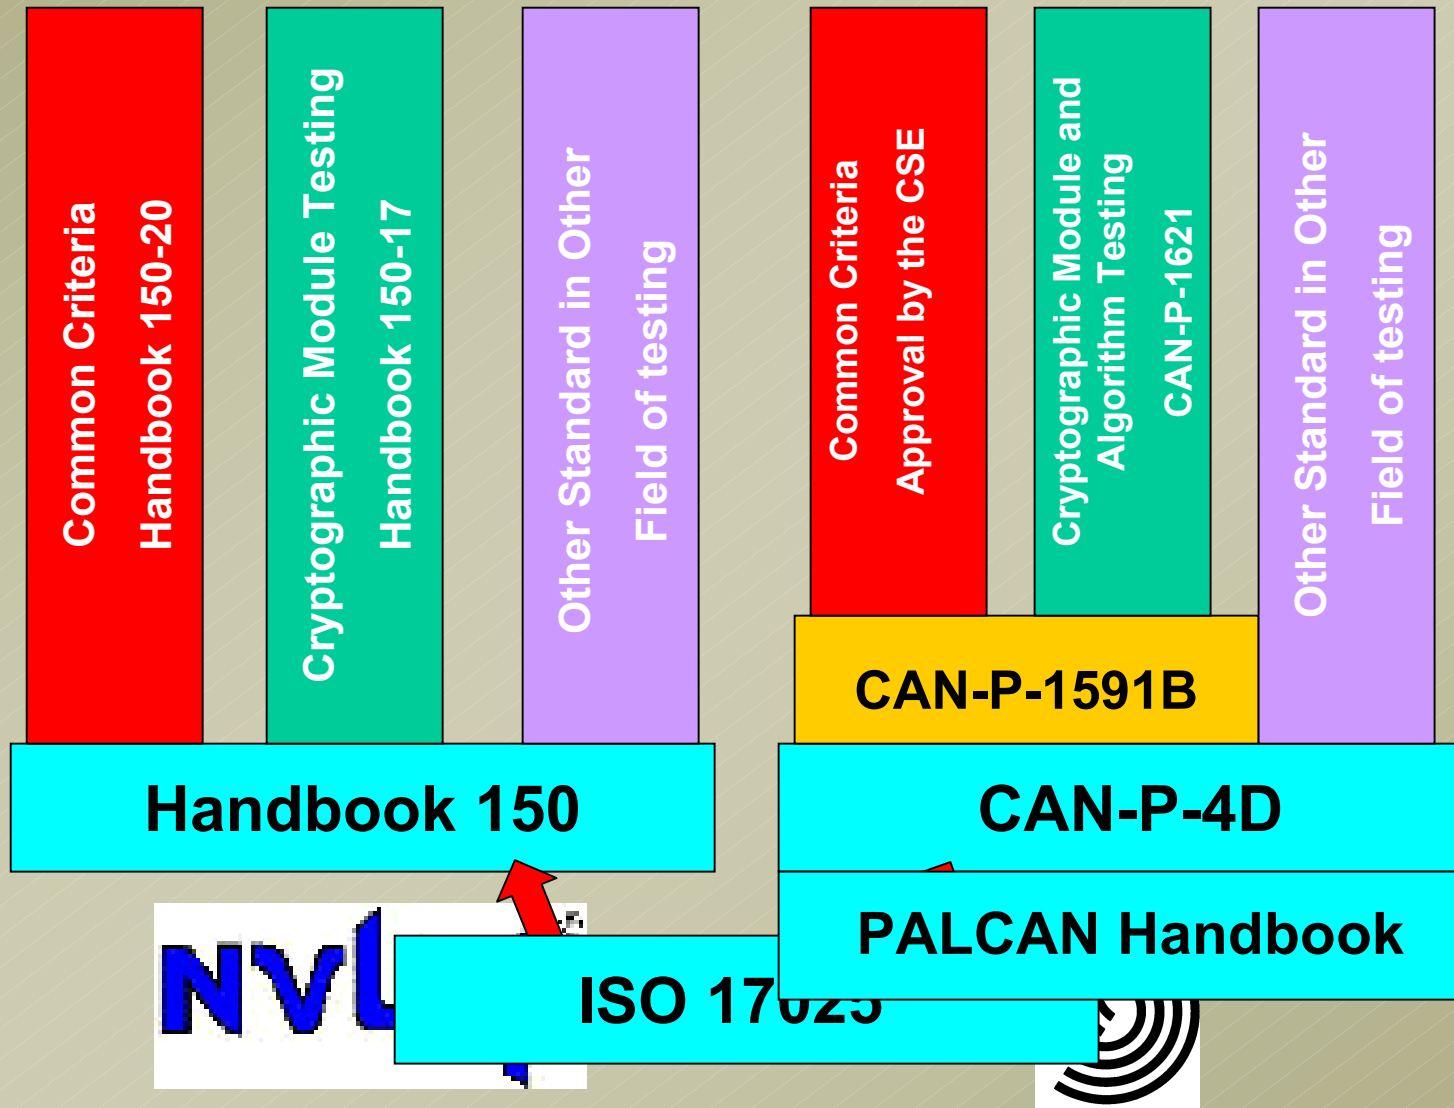 Common Criteria
Handbook 150-20
Cryptographic Module Testing
Handbook 150-17
Other Standard in Other
Field of testing
Common Criteria
Approval by the CSE
Cryptographic Module and
Algorithm Testing
CAN-P-1621
Other Standard in Other
Field of testing
CAN-P-1591B
Handbook 150
CAN-P-4D
PALCAN Handbook
ISO 17025